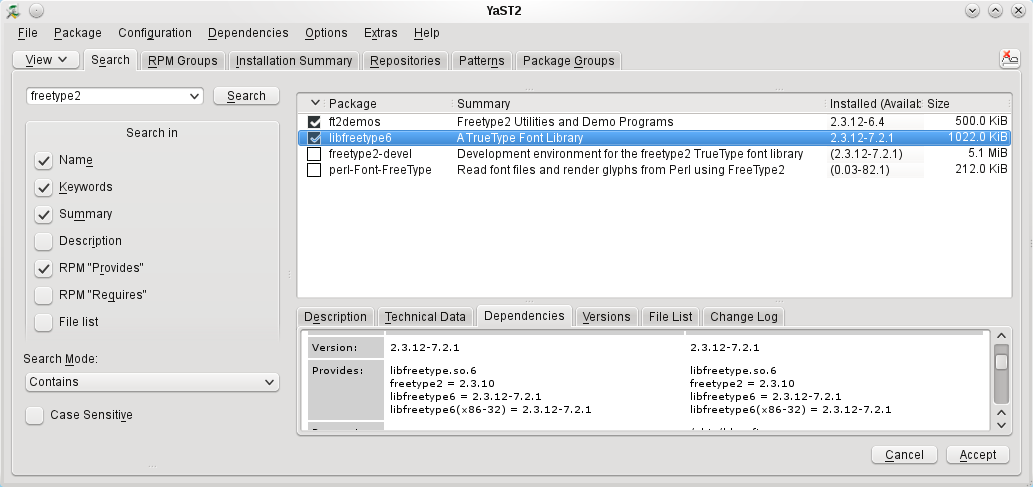 YaST2
File Package Configuration Dependencies Options Extras Help
View Search RPM Groups Installation Summary Repositories Patterns Package Groups
freetype2 Search
Search in
Name
Keywords
Summary
Description
RPM "Provides"
RPM "Requires"
File list
Search Mode:
Contains
Case Sensitive
Package Summary Installed (Availab Size
ft2demos Freetype2 Utilities and Demo Programs 2.3.12-6.4 500.0 KiB
libfreetype6 A TrueType Font Library 2.3.12-7.2.1 1022.0 KiB
freetype2-devel Development environment for the freetype2 TrueType font library (2.3.12-7.2.1) 5.1 MiB
perl-Font-FreeType Read font files and render glyphs from Perl using FreeType2 (0.03-82.1) 212.0 KiB
Description Technical Data Dependencies Versions File List Change Log
Version: 2.3.12-7.2.1 2.3.12-7.2.1
Provides: libfreetype.so.6 libfreetype.so.6
freetype2 = 2.3.10 freetype2 = 2.3.10
libfreetype6 = 2.3.12-7.2.1 libfreetype6 = 2.3.12-7.2.1
libfreetype6(x86-32) = 2.3.12-7.2.1 libfreetype6(x86-32) = 2.3.12-7.2.1
Cancel Accept